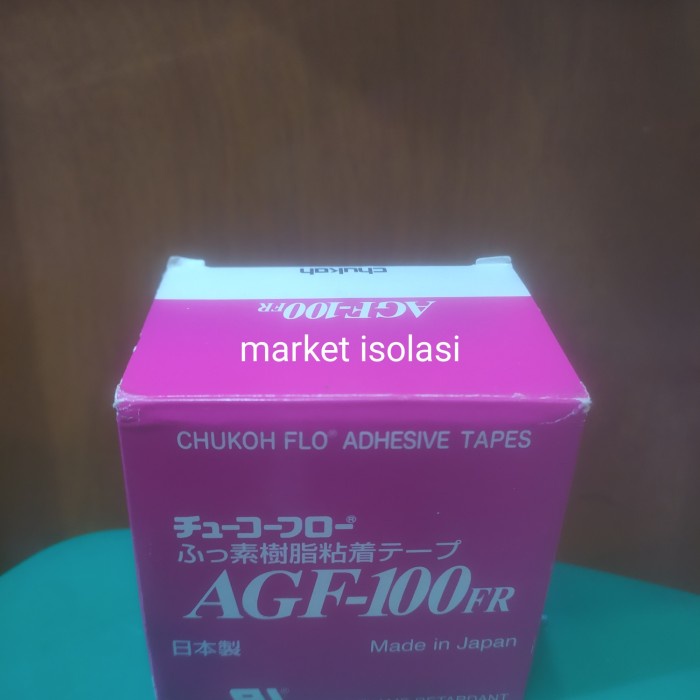 chukoh
AGF-100FR
market isolasi
CHUKOH FLO® ADHESIVE TAPES
チューコーフロー®
ふっ素樹脂粘着テープ
AGF-100FR
日本製 Made in Japan
RETARDANT